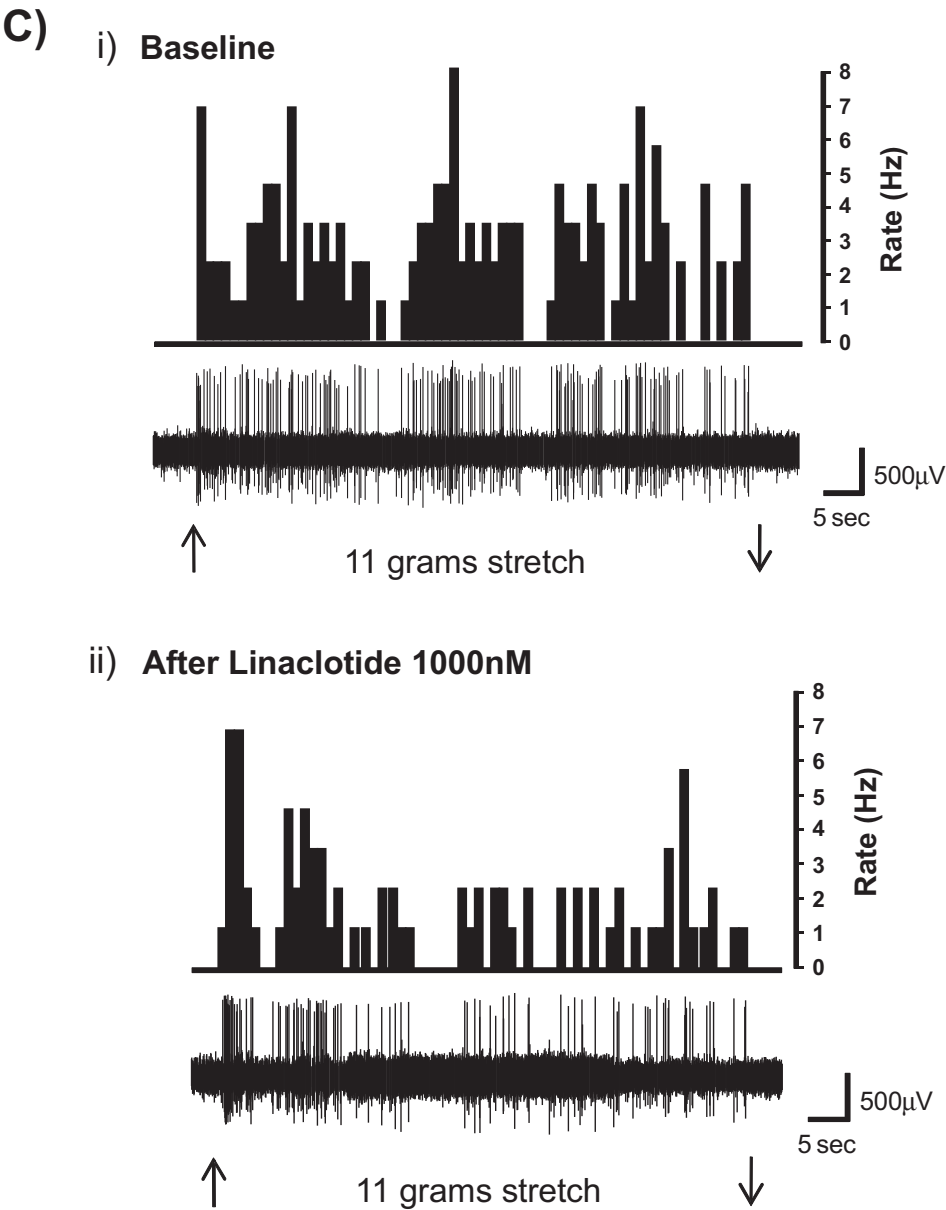 C)
i) Baseline
8
7
6
5
4
3
2
1
0
Rate (Hz)
500μV
5 sec
11 grams stretch
ii) After Linaclotide 1000nM
8
7
6
5
4
3
2
1
0
Rate (Hz)
500μV
5 sec
11 grams stretch